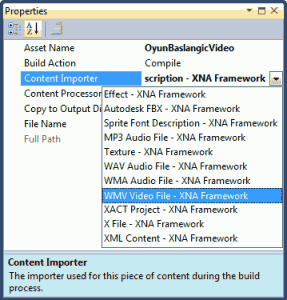 Properties
Asset Name OyunBaslangicVideo
Build Action Compile
Content Importer scription - XNA Framework
Content Processor
Copy to Output Di
File Name
Full Path
Effect - XNA Framework
Autodesk FBX - XNA Framework
Sprite Font Description - XNA Framework
MP3 Audio File - XNA Framework
Texture - XNA Framework
WAV Audio File - XNA Framework
WMA Audio File - XNA Framework
WMV Video File - XNA Framework
XACT Project - XNA Framework
X File - XNA Framework
XML Content - XNA Framework
Content Importer
The importer used for this piece of content during the build
process.